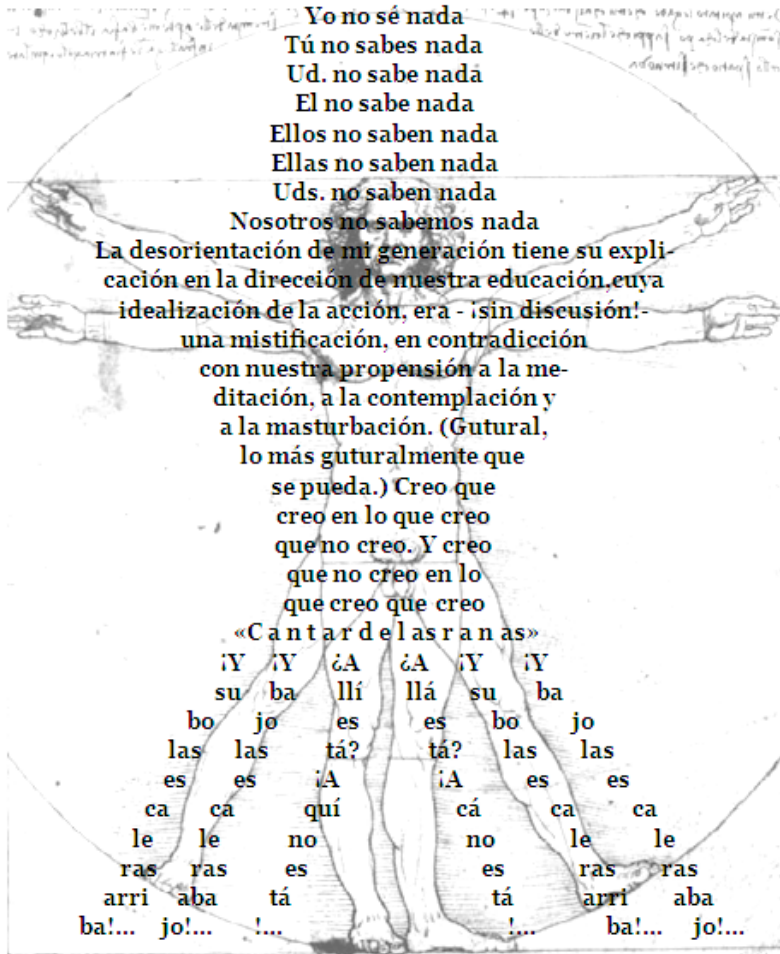 Yo no sé nada
Tú no sabes nada
Ud. no sabe nada
El no sabe nada
Ellos no saben nada
Ellas no saben nada
Uds. no saben nada
Nosotros no sabemos nada
La desorientación de mi generación tiene su expli-
cación en la dirección de nuestra educación,cuya
idealización de la acción, era - ¡sin discusión!-
una mistificación, en contradicción
con nuestra propensión a la me-
ditación, a la contemplación y
a la masturbación. (Gutural,
lo más guturalmente que
se pueda.) Creo que
creo en lo que creo
que no creo. Y creo
que no creo en lo
que creo que creo
«C a n t a r d e l a s r a n a s»
¡Y ¡Y ¿A ¿A ¡Y ¡Y
su ba llí llá su ba
bo jo es es bo jo
las las tá? tá? las las
es es ¡A ¡A es es
ca ca quí cá ca ca
le le no no le le
ras ras es es ras ras
arri aba tá tá arri aba
ba!... jo!... !... !... ba!... jo!...